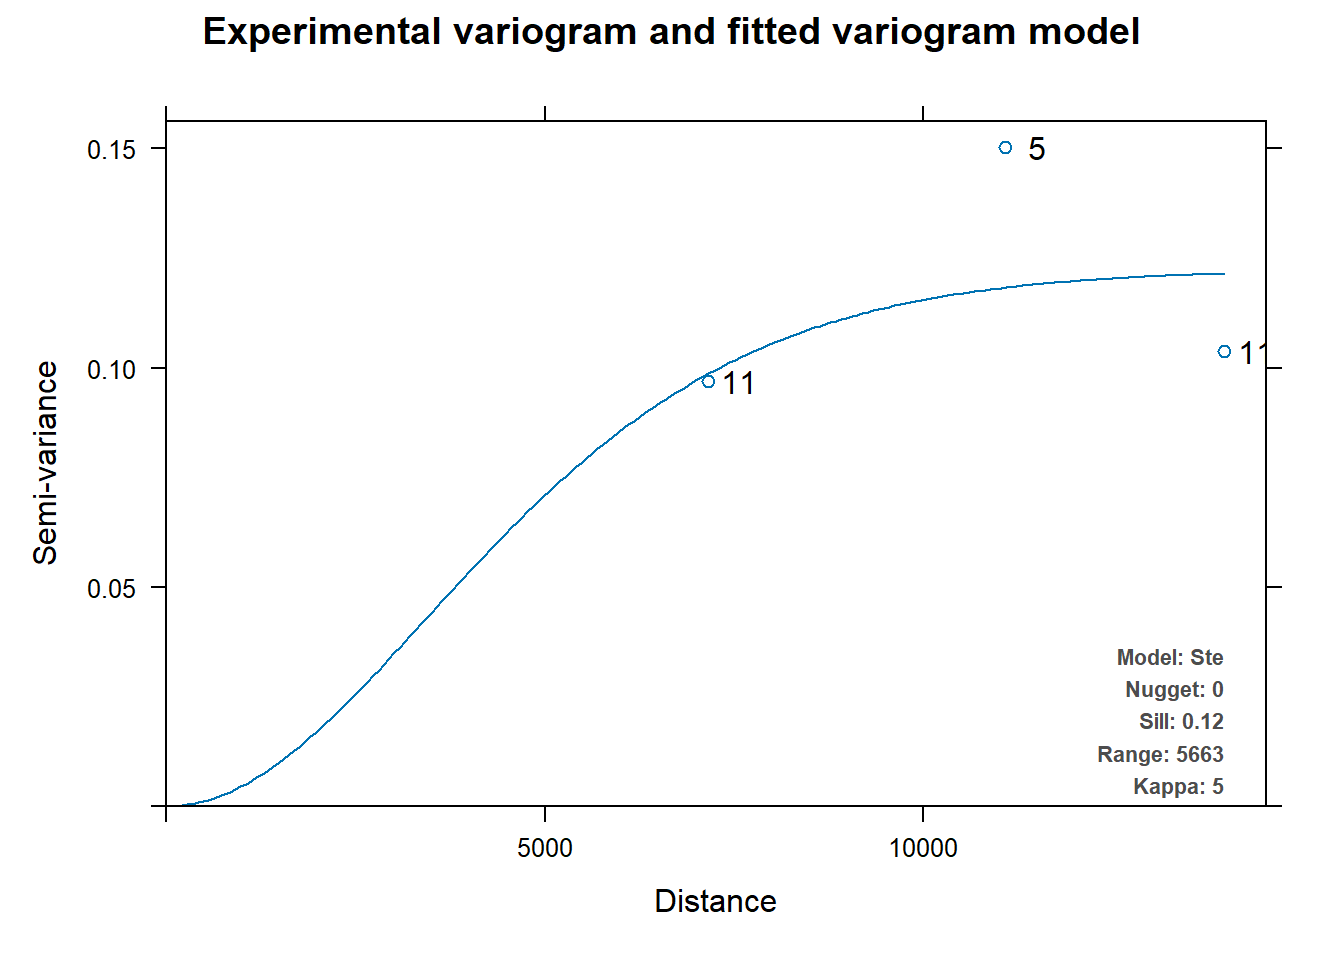 Experimental variogram and fitted variogram model
0.15
0.10
0.05
Semi-variance
5
11
11
Model: Ste
Nugget: 0
Sill: 0.12
Range: 5663
Kappa: 5
5000
10000
Distance